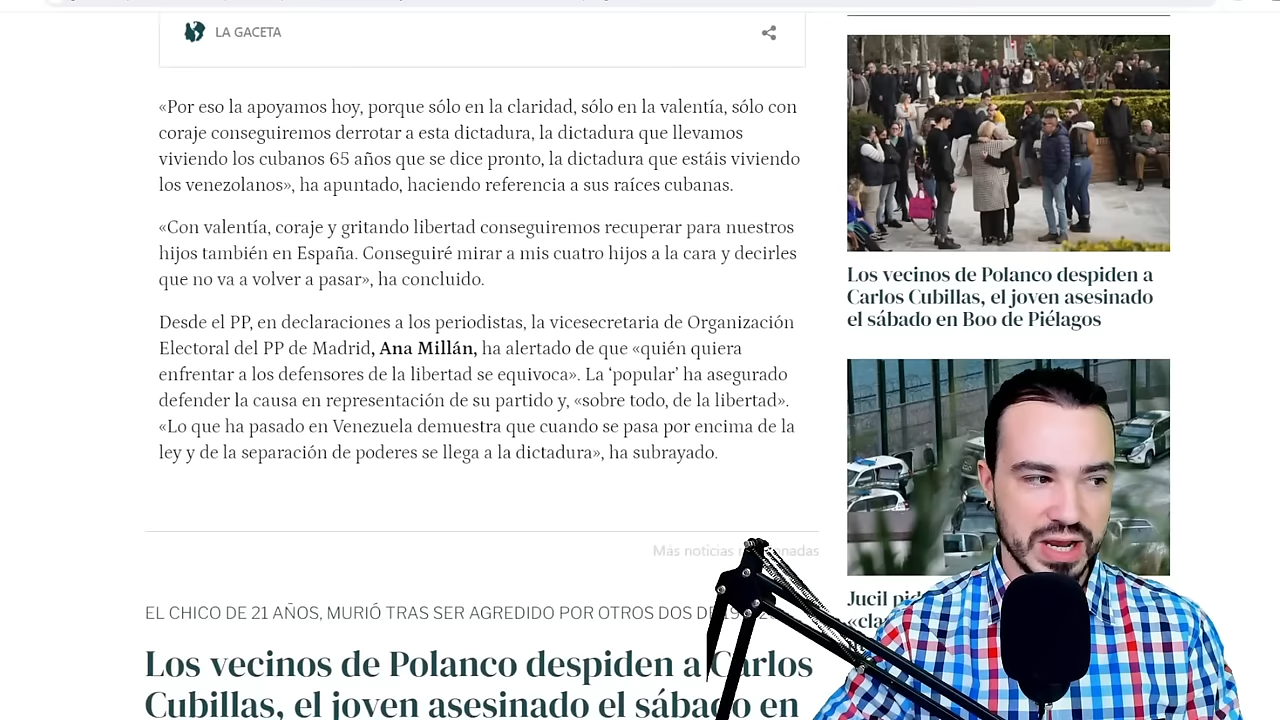 LA GACETA
«Por eso la apoyamos hoy, porque sólo en la claridad, sólo en la valentía, sólo con
coraje conseguiremos derrotar a esta dictadura, la dictadura que llevamos
viviendo los cubanos 65 años que se dice pronto, la dictadura que estáis viviendo
los venezolanos», ha apuntado, haciendo referencia a sus raíces cubanas.
«Con valentía, coraje y gritando libertad conseguiremos recuperar para nuestros
hijos también en España. Conseguiré mirar a mis cuatro hijos a la cara y decirles
que no va a volver a pasar», ha concluido.
Desde el PP, en declaraciones a los periodistas, la vicesecretaria de Organización
Electoral del PP de Madrid, Ana Millán, ha alertado de que «quién quiera
enfrentar a los defensores de la libertad se equivoca». La ‘popular’ ha asegurado
defender la causa en representación de su partido y, «sobre todo, de la libertad».
«Lo que ha pasado en Venezuela demuestra que cuando se pasa por encima de la
ley y de la separación de poderes se llega a la dictadura», ha subrayado.
Más noticias
EL CHICO DE 21 AÑOS, MURIÓ TRAS SER AGREDIDO POR OTROS DOS
Los vecinos de Polanco despiden a Carlos
Cubillas, el joven asesinado el sábado en
Los vecinos de Polanco despiden a
Carlos Cubillas, el joven asesinado
el sábado en Boo de Piélagos
Jucil